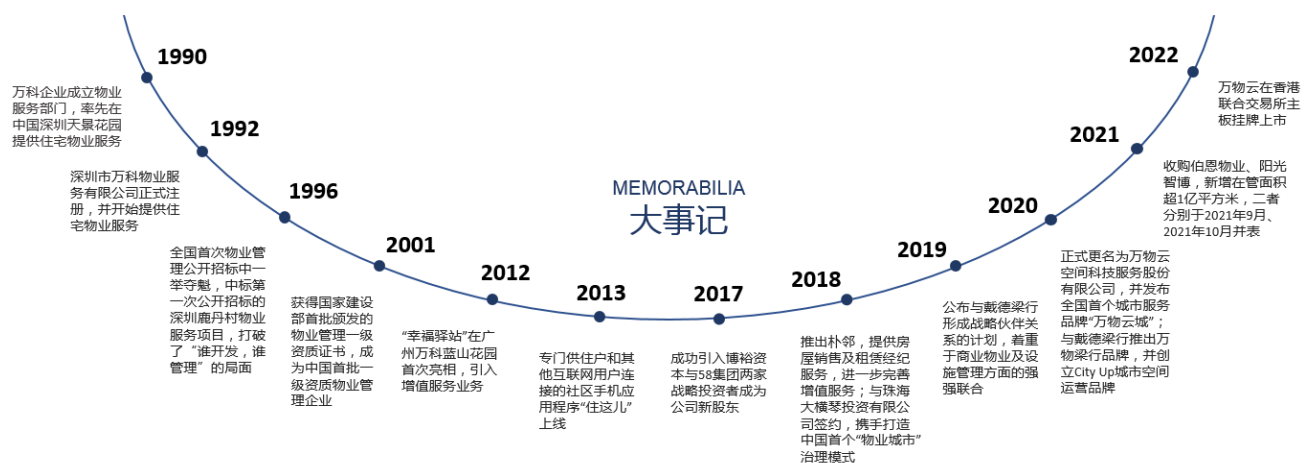 MEMORABILIA
大事记
1990
万科企业成立物业
服务部门，率先在
中国深圳天景花园
提供住宅物业服务
1992
深圳市万科物业服
务有限公司正式注
册，并开始提供住
宅物业服务
1996
全国首次物业管
理公开招标中一
举夺魁，中标第
一次公开招标的
深圳鹿丹村物业
服务项目，打破
了“谁开发，谁
管理”的局面
2001
获得国家建设
部首批颁发的
物业管理一级
资质证书，成
为中国首批一
级资质物业管
理企业
2012
“幸福驿站”在广
州万科蓝山花园
首次亮相，引入
增值服务业务
2013
专门供住户和其
他互联网用户连
接的社区手机应
用程序“住这儿”
上线
2017
成功引入博裕资
本与58集团两家
战略投资者成为
公司新股东
2018
推出朴邻，提供房
屋销售及租赁经纪
服务，进一步完善
增值服务；与珠海
大横琴投资有限公
司签约，携手打造
中国首个“物业城市”
治理模式
2019
公布与戴德梁行
形成战略伙伴关
系的计划，着重
于商业物业及设
施管理方面的强
强联合
2020
正式更名为万物云
空间科技服务股份
有限公司，并发布
全国首个城市服务
品牌“万物云城”；
与戴德梁行推出万
物梁行品牌，并创
立City Up城市空间
运营品牌
2021
收购伯恩物业、阳光
智博，新增在管面积
超1亿平方米，二者
分别于2021年9月、
2021年10月并表
2022
万物云在香港
联合交易所主
板挂牌上市